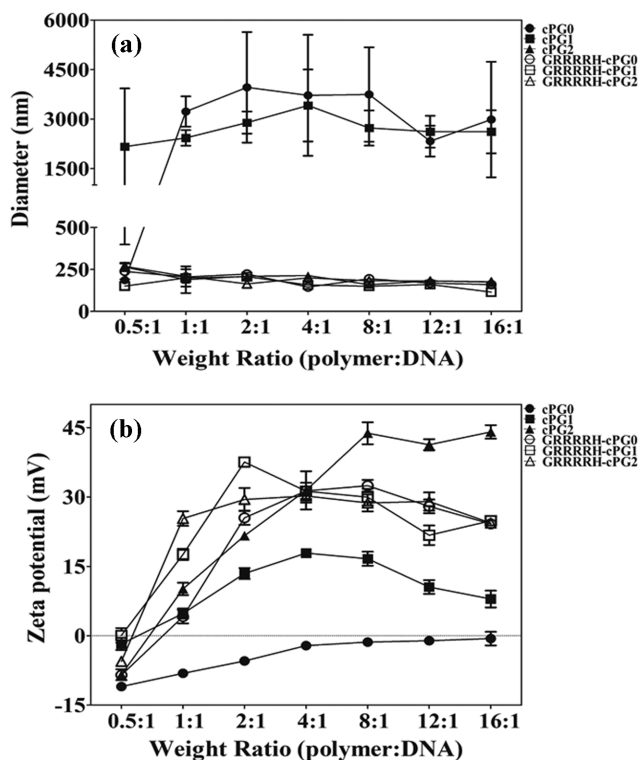 (a)
6000
4500
3000
1500
500
250
0
Diameter (nm)
0.5:1 1:1 2:1 4:1 8:1 12:1 16:1
Weight Ratio (polymer:DNA)
cPG0
cPG1
cPG2
GRRRRH-cPG0
GRRRRH-cPG1
GRRRRH-cPG2
(b)
45
30
15
0
-15
Zeta potential (mV)
0.5:1 1:1 2:1 4:1 8:1 12:1 16:1
Weight Ratio (polymer:DNA)
cPG0
cPG1
cPG2
GRRRRH-cPG0
GRRRRH-cPG1
GRRRRH-cPG2